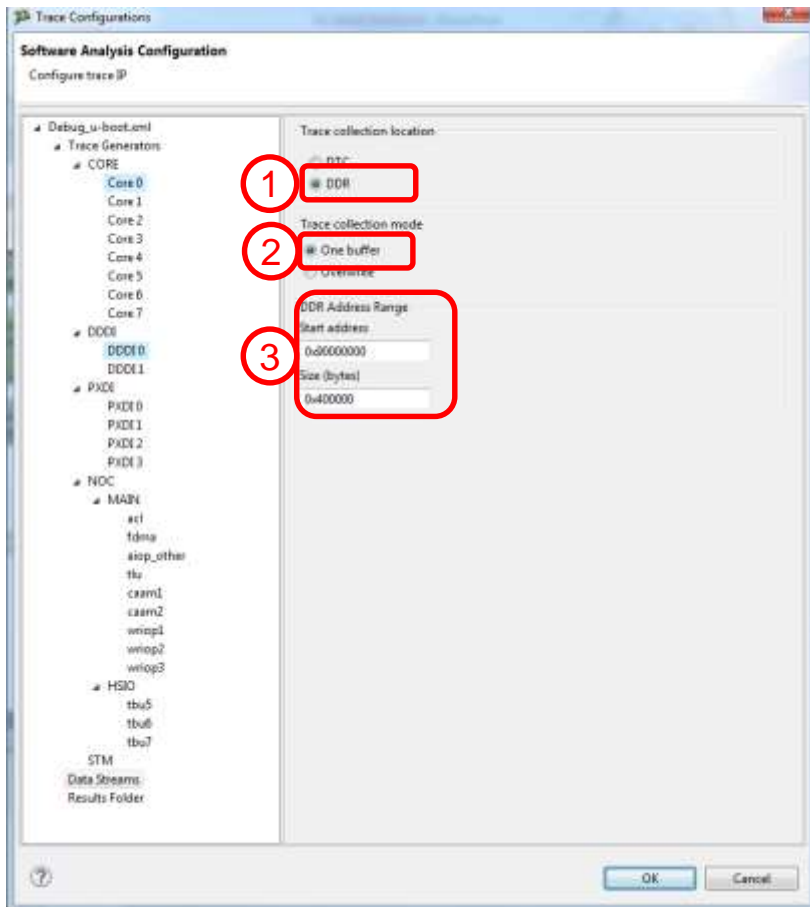 Trace Configurations
Software Analysis Configuration
Configure trace IP
Debug_u-boot.xml
Trace Generators
CORE
Core 0
Core 1
Core 2
Core 3
Core 4
Core 5
Core 6
Core 7
DDDI
DDDI 0
DDDI 1
PXDI
PXDI 0
PXDI 1
PXDI 2
PXDI 3
NOC
MAIN
acl
fdma
aiop_other
tlu
caam1
caam2
wriop1
wriop2
wriop3
HSIO
tbu5
tbu6
tbu7
STM
Data Streams
Results Folder
Trace collection location
DTC
1
DDR
Trace collection mode
2
One buffer
Overwrite
DDR Address Range
Start address
3
Size (bytes)
0x400000
?
OK
Cancel